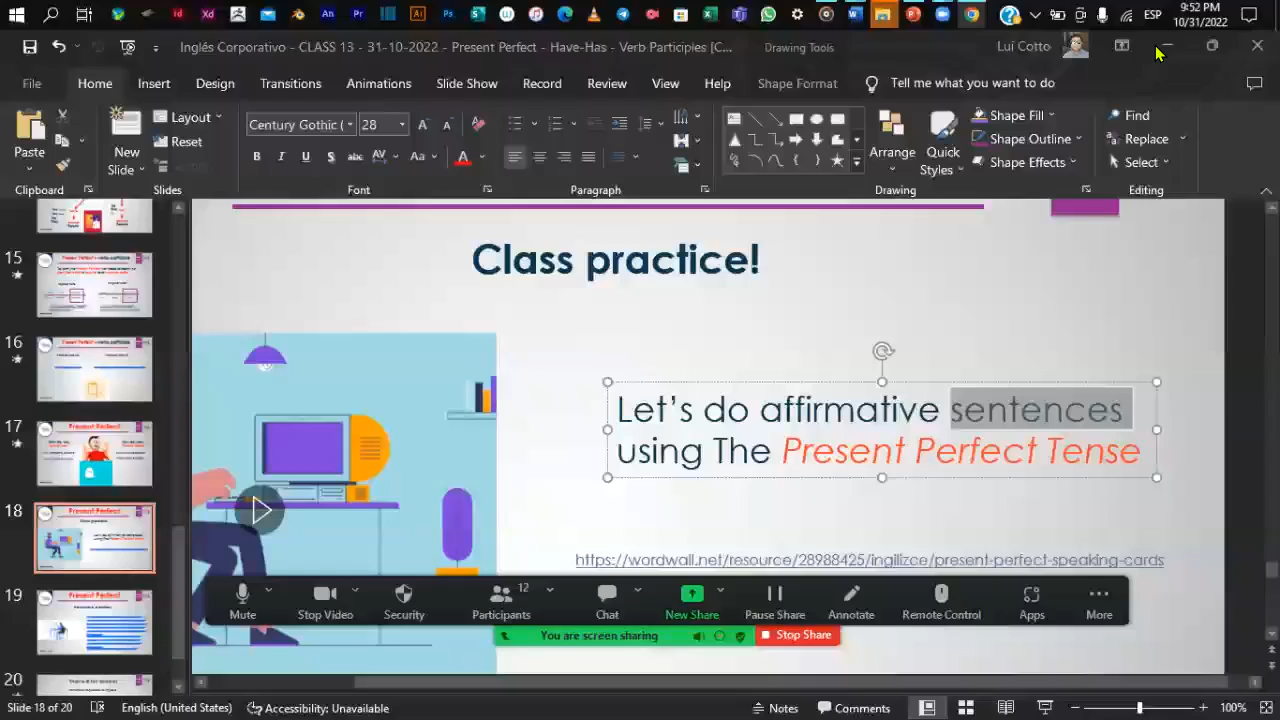 9:52 PM
ESP
10/31/2022
Inglés Corporativo - CLASS 13 - 31-10-2022 - Present Perfect - Have-Has - Verb Participles [C...
Drawing Tools
Lui Cotto
File
Home
Insert
Design
Transitions
Animations
Slide Show
Record
Review
View
Help
Shape Format
Tell me what you want to do
Paste
New Slide
Layout
Reset
Century Gothic (
28
Arrange
Quick Styles
Shape Fill
Shape Outline
Shape Effects
Find
Replace
Select
Clipboard
Slides
Font
Paragraph
Drawing
Editing
15
16
17
18
19
20
Present Perfect
Present Perfect
Present Perfect
Class practice!
Let's do affirmative sentences
using The Present Perfect Tense
https://wordwall.net/resource/28988425/ingilizce/present-perfect-speaking-cards
Mute
Stop Video
Security
12
Participants
Chat
New Share
Pause Share
Annotate
Remote Control
Apps
More
You are screen sharing
Stop Share
Slide 18 of 20
English (United States)
Accessibility: Unavailable
Notes
Comments
100%